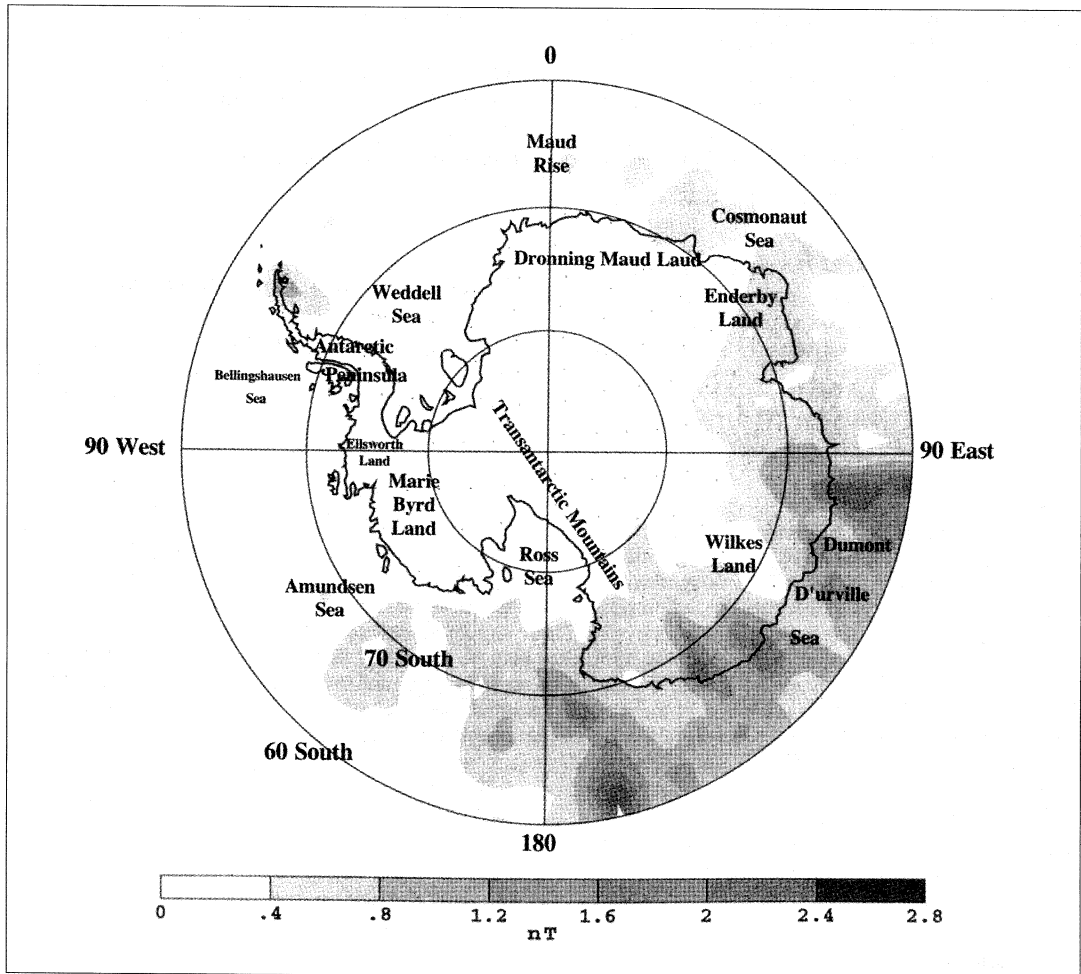 0
Maud
Rise
Cosmonaut
Sea
Dronning Maud Laud
Weddell
Sea
Enderby
Land
Antarctic
Peninsula
Bellingshausen
Sea
Transantarctic Mountains
90 West
90 East
Ellsworth
Land
Marie
Byrd
Land
Ross
Sea
Wilkes
Land
Dumont
D'urville
Sea
Amundsen
Sea
70 South
60 South
180
0 .4 .8 1.2 1.6 2 2.4 2.8
nT